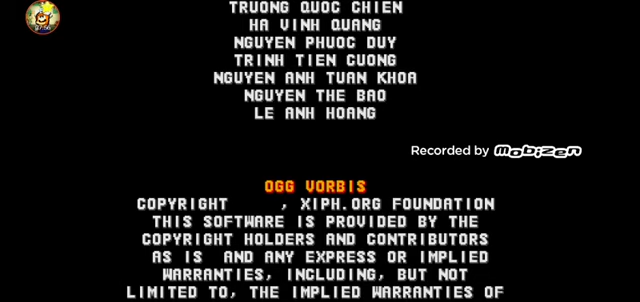 TRUONG QUOC CHIEN
HA VINH QUANG
NGUYEN PHUOC DUY
TRINH TIEN CUONG
NGUYEN ANH TUAN KHOA
NGUYEN THE BAO
LE ANH HOANG
Recorded by mobizen
OGG VORBIS
COPYRIGHT , XIPH.ORG FOUNDATION
THIS SOFTWARE IS PROVIDED BY THE
COPYRIGHT HOLDERS AND CONTRIBUTORS
AS IS AND ANY EXPRESS OR IMPLIED
WARRANTIES, INCLUDING, BUT NOT
LIMITED TO, THE IMPLIED WARRANTIES OF